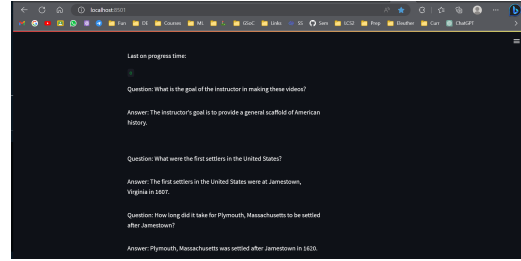 localhost:8501
Fun
DE
Courses
ML
GSoC
Links
SS
Sem
LCS2
Prep
Eleuther
Curr
ChatGPT
Last on progress time:
Question: What is the goal of the instructor in making these videos?
Answer: The instructor's goal is to provide a general scaffold of American
history.
Question: What were the first settlers in the United States?
Answer: The first settlers in the United States were at Jamestown,
Virginia in 1607.
Question: How long did it take for Plymouth, Massachusetts to be settled
after Jamestown?
Answer: Plymouth, Massachusetts was settled after Jamestown in 1620.